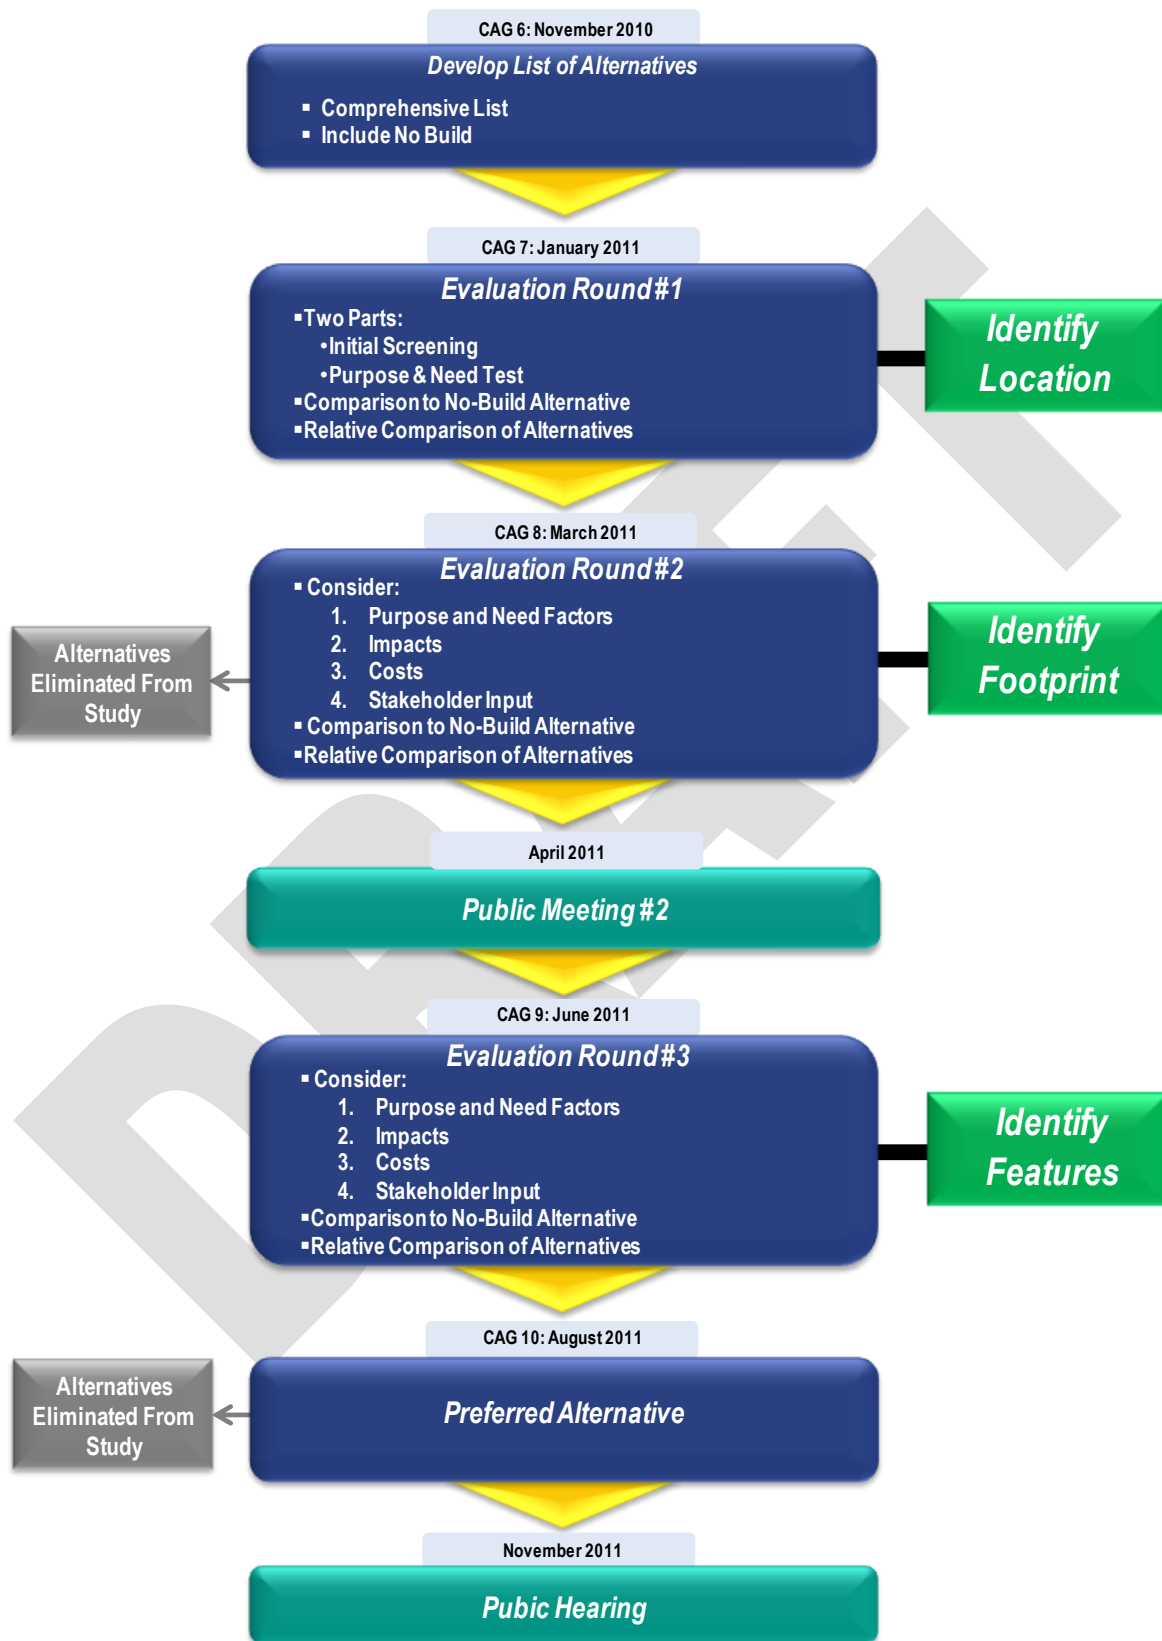 CAG 6: November 2010
Develop List of Alternatives
▪ Comprehensive List
▪ Include No Build
CAG 7: January 2011
Evaluation Round #1
▪Two Parts:
•Initial Screening
•Purpose & Need Test
▪Comparison to No-Build Alternative
▪Relative Comparison of Alternatives
Identify
Location
CAG 8: March 2011
Evaluation Round #2
▪ Consider:
1. Purpose and Need Factors
2. Impacts
3. Costs
4. Stakeholder Input
▪ Comparison to No-Build Alternative
▪Relative Comparison of Alternatives
Alternatives
Eliminated From
Study
Identify
Footprint
April 2011
Public Meeting #2
CAG 9: June 2011
Evaluation Round #3
▪ Consider:
1. Purpose and Need Factors
2. Impacts
3. Costs
4. Stakeholder Input
▪Comparison to No-Build Alternative
▪Relative Comparison of Alternatives
Identify
Features
CAG 10: August 2011
Preferred Alternative
Alternatives
Eliminated From
Study
November 2011
Pubic Hearing
DRAFT